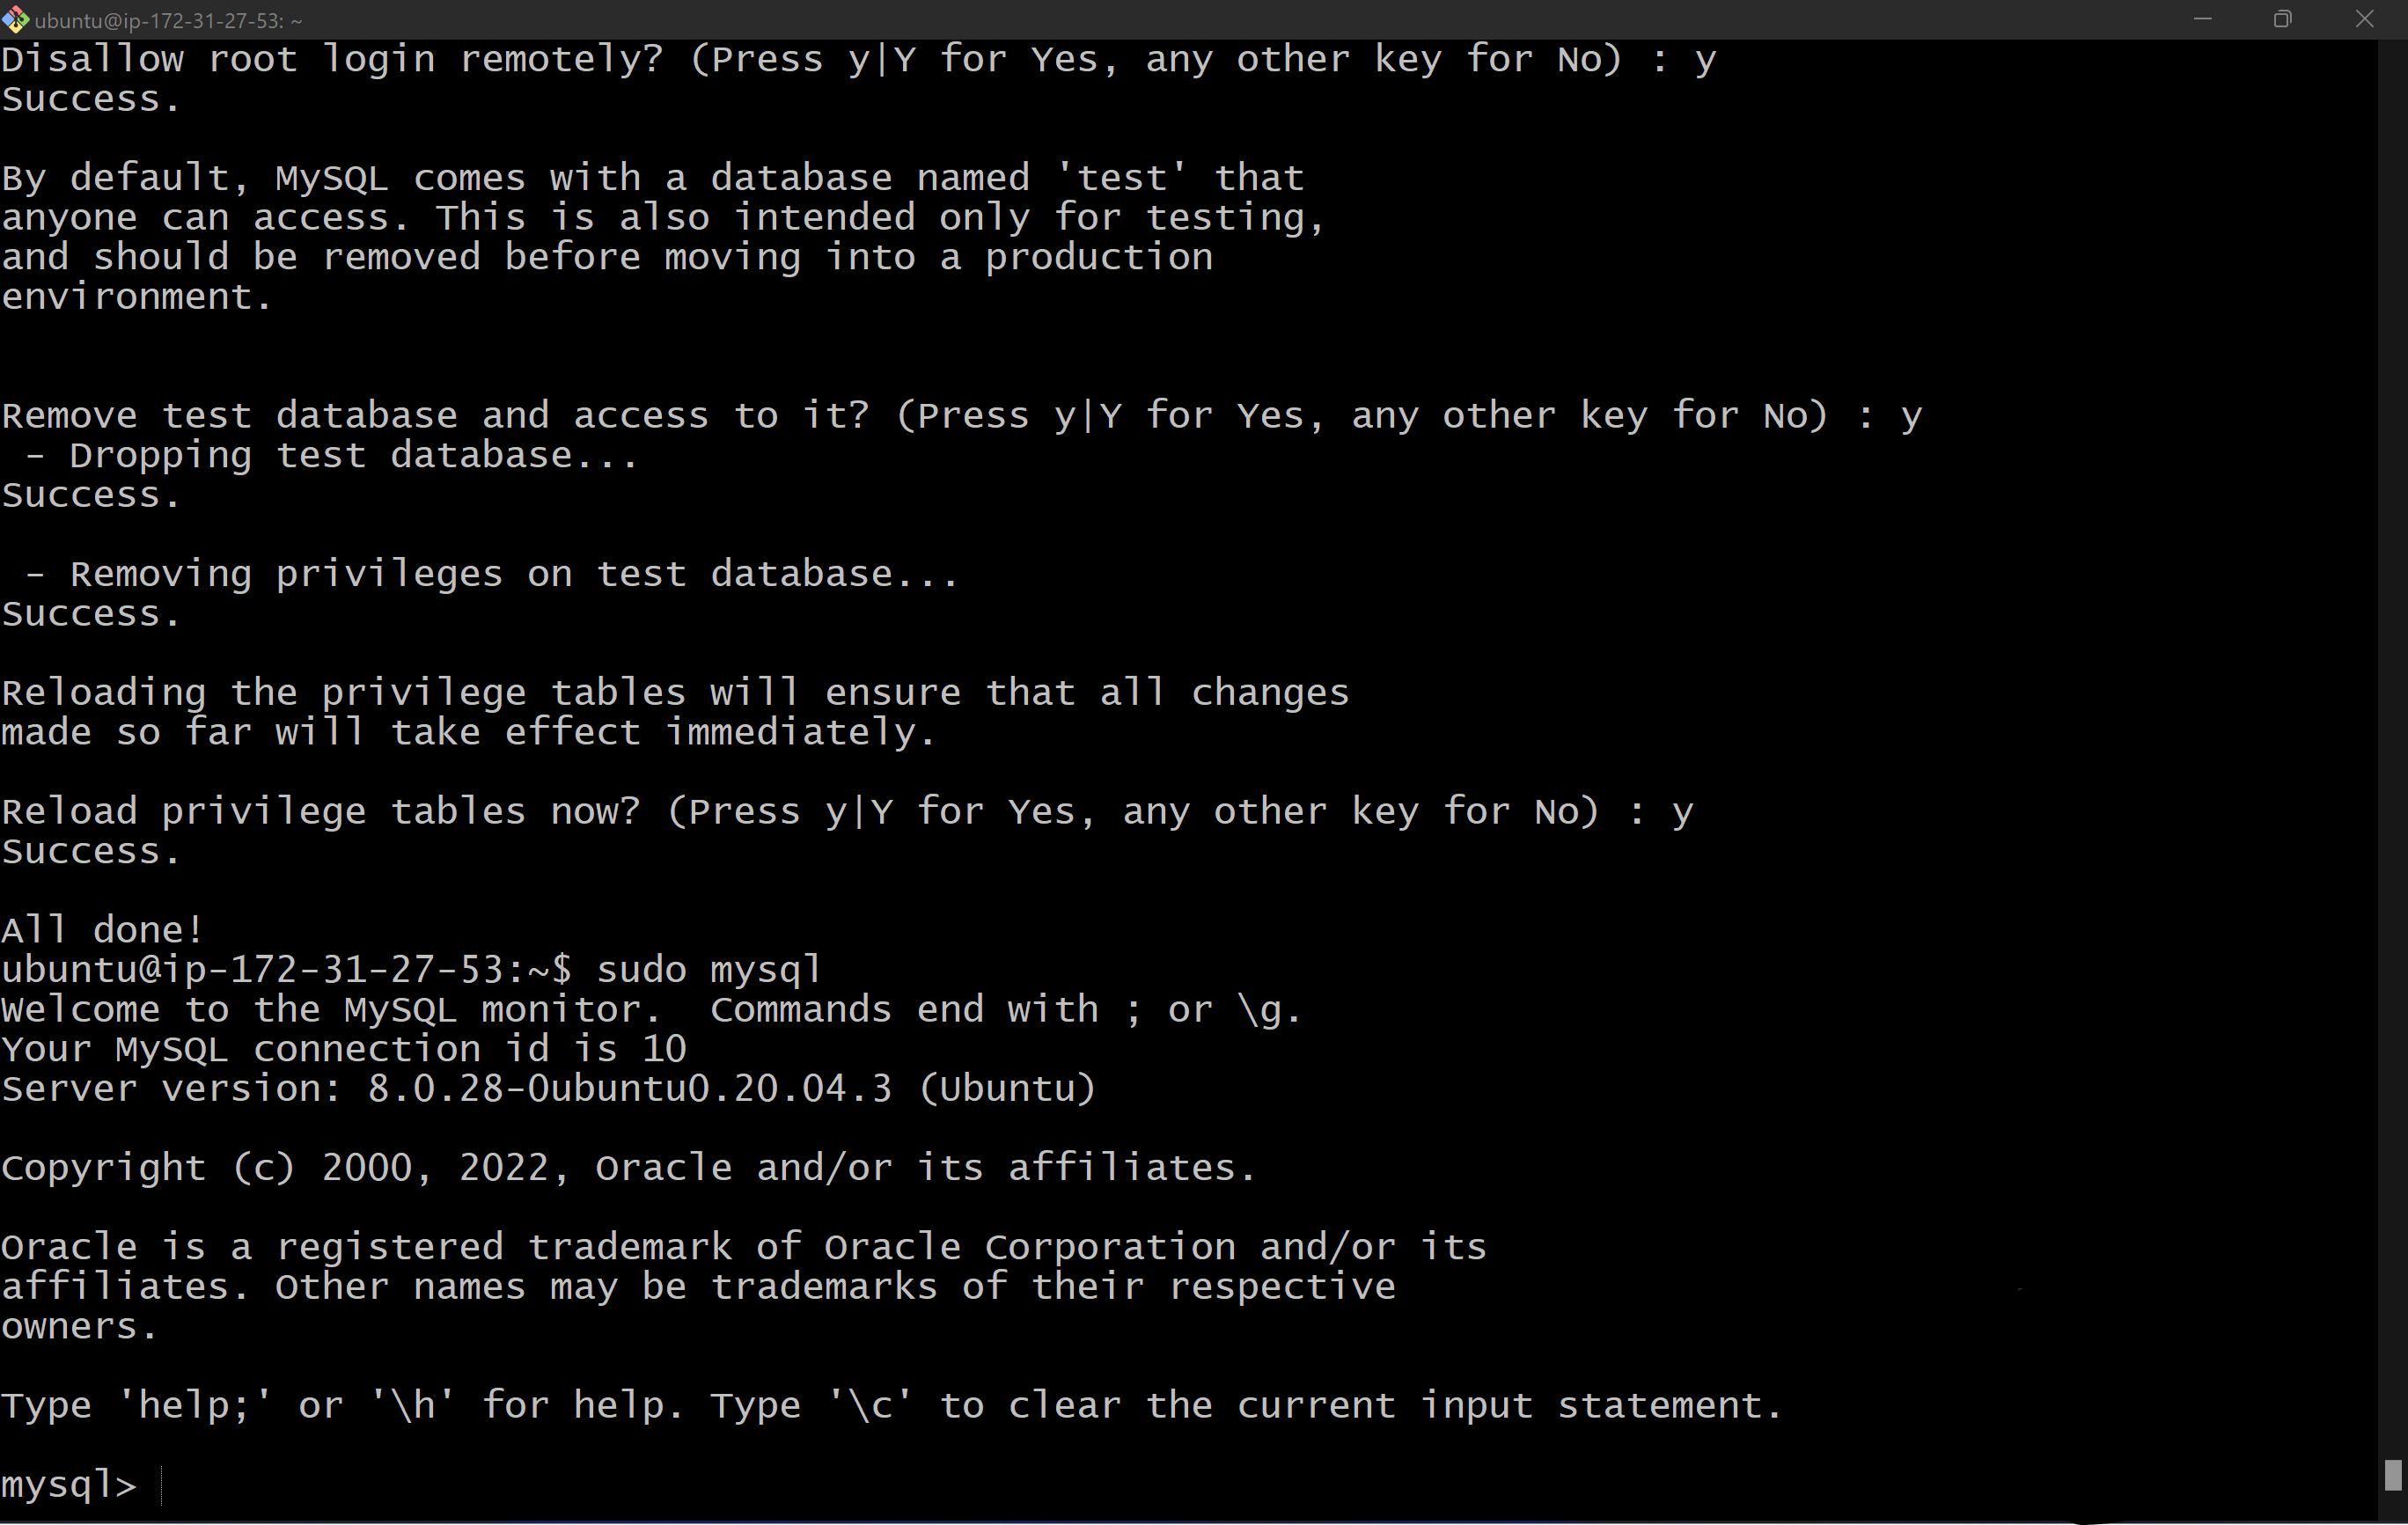 ubuntu@ip-172-31-27-53: ~
Disallow root login remotely? (Press y|Y for Yes, any other key for No) : y
Success.
By default, MySQL comes with a database named 'test' that
anyone can access. This is also intended only for testing,
and should be removed before moving into a production
environment.
Remove test database and access to it? (Press y|Y for Yes, any other key for No) : y
 - Dropping test database...
Success.
 - Removing privileges on test database...
Success.
Reloading the privilege tables will ensure that all changes
made so far will take effect immediately.
Reload privilege tables now? (Press y|Y for Yes, any other key for No) : y
Success.
All done!
ubuntu@ip-172-31-27-53:~$ sudo mysql
Welcome to the MySQL monitor.  Commands end with ; or \g.
Your MySQL connection id is 10
Server version: 8.0.28-0ubuntu0.20.04.3 (Ubuntu)
Copyright (c) 2000, 2022, Oracle and/or its affiliates.
Oracle is a registered trademark of Oracle Corporation and/or its
affiliates. Other names may be trademarks of their respective
owners.
Type 'help;' or '\h' for help. Type '\c' to clear the current input statement.
mysql>